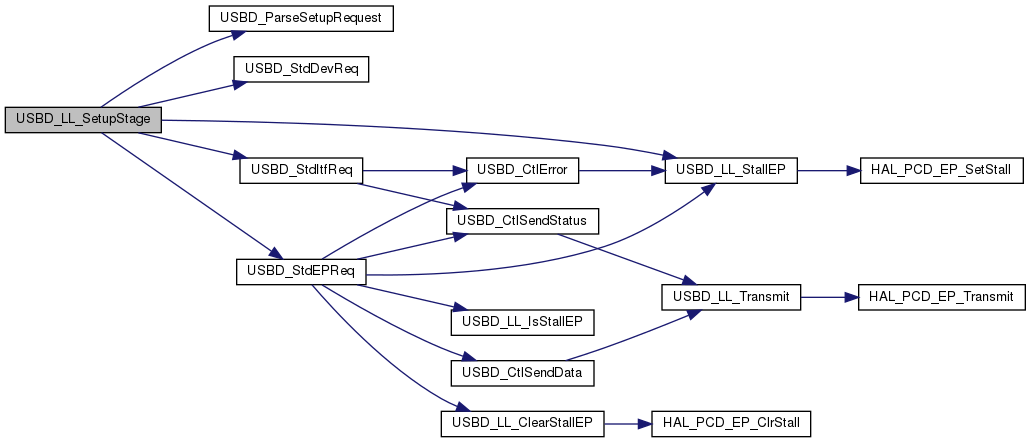 USBD_ParseSetupRequest
USBD_StdDevReq
USBD_LL_SetupStage
USBD_StdItfReq
USBD_CtlError
USBD_LL_StallEP
HAL_PCD_EP_SetStall
USBD_CtlSendStatus
USBD_StdEPReq
USBD_LL_Transmit
HAL_PCD_EP_Transmit
USBD_LL_IsStallEP
USBD_CtlSendData
USBD_LL_ClearStallEP
HAL_PCD_EP_ClrStall